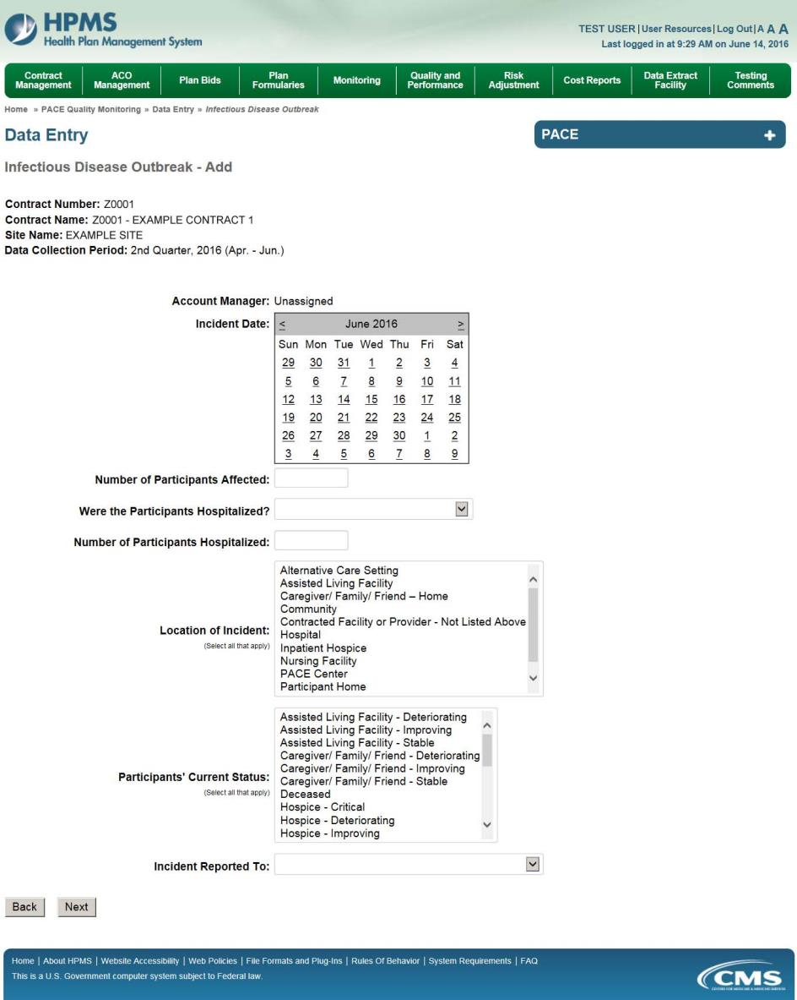 HPMS
Health Plan Management System
TEST USER | User Resources | Log Out | A A A
Last logged in at 9:29 AM on June 14, 2016
Contract Management
ACO Management
Plan Bids
Plan Formularies
Monitoring
Quality and Performance
Risk Adjustment
Cost Reports
Data Extract Facility
Testing Comments
Home » PACE Quality Monitoring » Data Entry » Infectious Disease Outbreak
Data Entry
PACE +
Infectious Disease Outbreak - Add
Contract Number: Z0001
Contract Name: Z0001 - EXAMPLE CONTRACT 1
Site Name: EXAMPLE SITE
Data Collection Period: 2nd Quarter, 2016 (Apr. - Jun.)
Account Manager: Unassigned
Incident Date:
< June 2016 >
Sun Mon Tue Wed Thu Fri Sat
29 30 31 1 2 3 4
5 6 7 8 9 10 11
12 13 14 15 16 17 18
19 20 21 22 23 24 25
26 27 28 29 30 1 2
3 4 5 6 7 8 9
Number of Participants Affected:
Were the Participants Hospitalized?
Number of Participants Hospitalized:
Location of Incident:
(Select all that apply)
Alternative Care Setting
Assisted Living Facility
Caregiver/ Family/ Friend – Home
Community
Contracted Facility or Provider - Not Listed Above
Hospital
Inpatient Hospice
Nursing Facility
PACE Center
Participant Home
Participants' Current Status:
(Select all that apply)
Assisted Living Facility - Deteriorating
Assisted Living Facility - Improving
Assisted Living Facility - Stable
Caregiver/ Family/ Friend - Deteriorating
Caregiver/ Family/ Friend - Improving
Caregiver/ Family/ Friend - Stable
Deceased
Hospice - Critical
Hospice - Deteriorating
Hospice - Improving
Incident Reported To:
Back Next
Home | About HPMS | Website Accessibility | Web Policies | File Formats and Plug-Ins | Rules Of Behavior | System Requirements | FAQ
This is a U.S. Government computer system subject to Federal law.
CMS